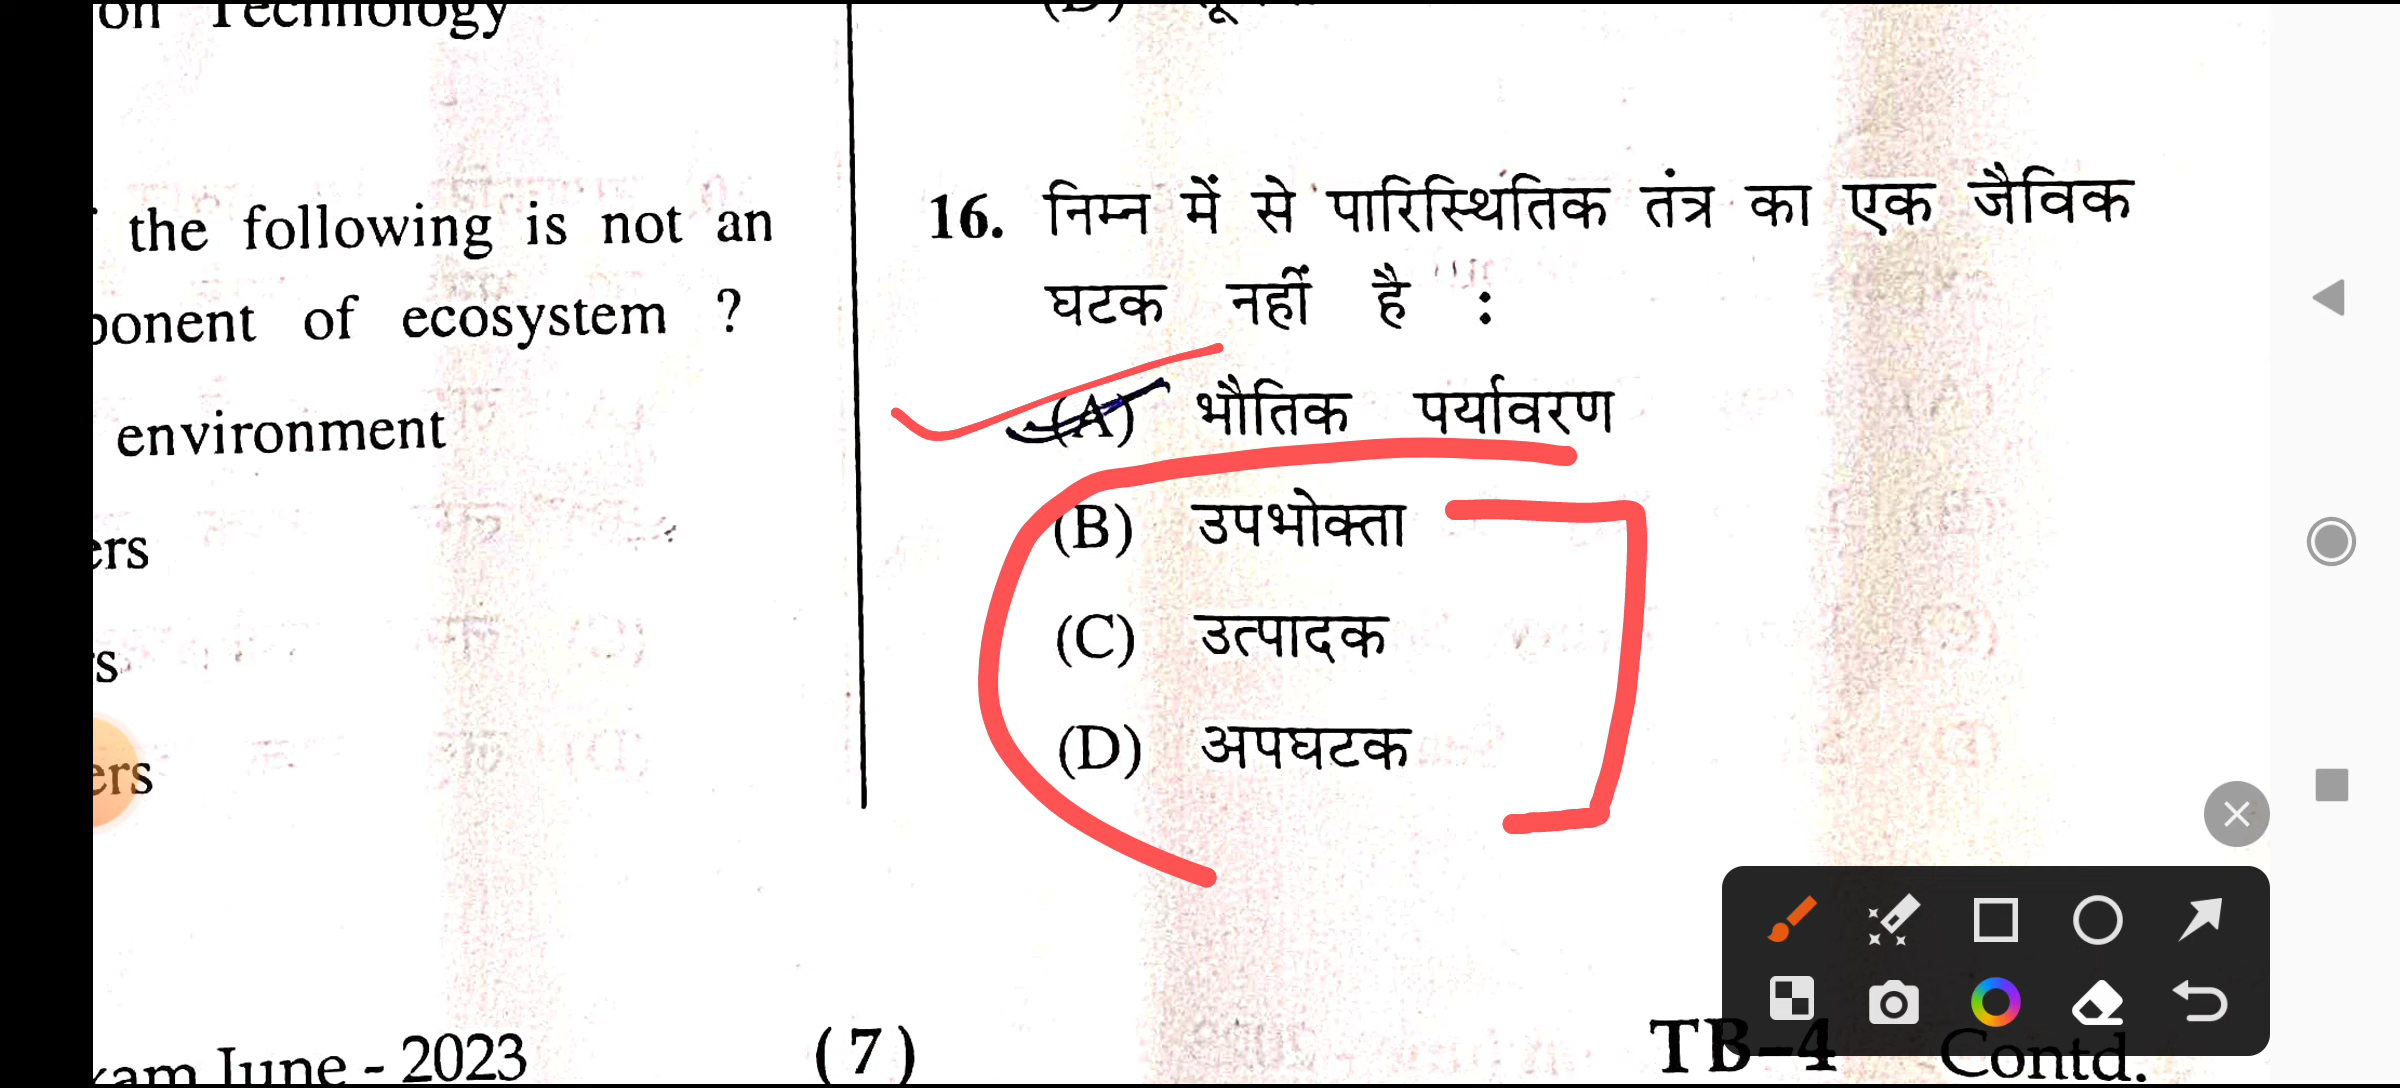 on Technology
the following is not an
ponent of ecosystem ?
environment
ers
rs
ers
16. निम्न में से पारिस्थितिक तंत्र का एक जैविक
घटक नहीं है :
(A) भौतिक पर्यावरण
(B) उपभोक्ता
(C) उत्पादक
(D) अपघटक
xam June - 2023
(7)
TB-4
Contd.